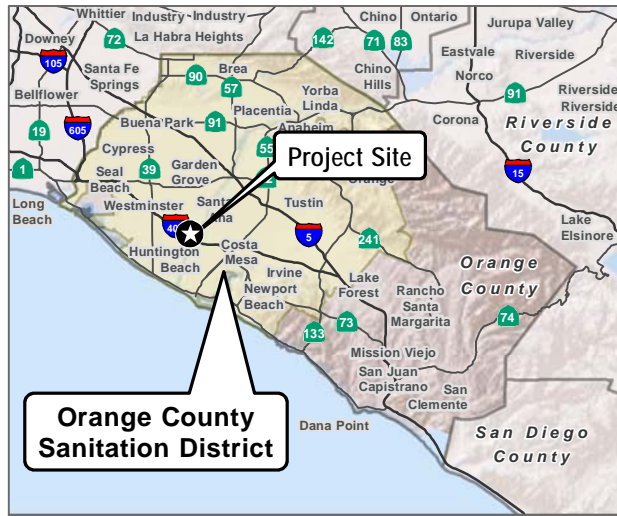 Whittier
Industry
Industry
Chino
Ontario
Jurupa Valley
Downey
72
La Habra Heights
142
71
83
105
Eastvale
Riverside
Santa Fe
Springs
90
Brea
Chino
Hills
Norco
57
91
Riverside
Riverside
Bellflower
Yorba
Linda
Placentia
Buena Park
91
Anaheim
Corona
Riverside
County
19
605
55
Cypress
Project Site
1
39
Garden
Grove
15
Seal
Beach
Orange
Long
Beach
Westminster
Santa
Ana
Tustin
Lake
Elsinore
5
241
Costa
Mesa
Huntington
Beach
Orange
County
Irvine
Lake
Forest
Newport
Beach
Rancho
Santa
Margarita
73
74
133
Mission Viejo
San Juan
Capistrano
San
Clemente
Orange County
Sanitation District
Dana Point
San Diego
County